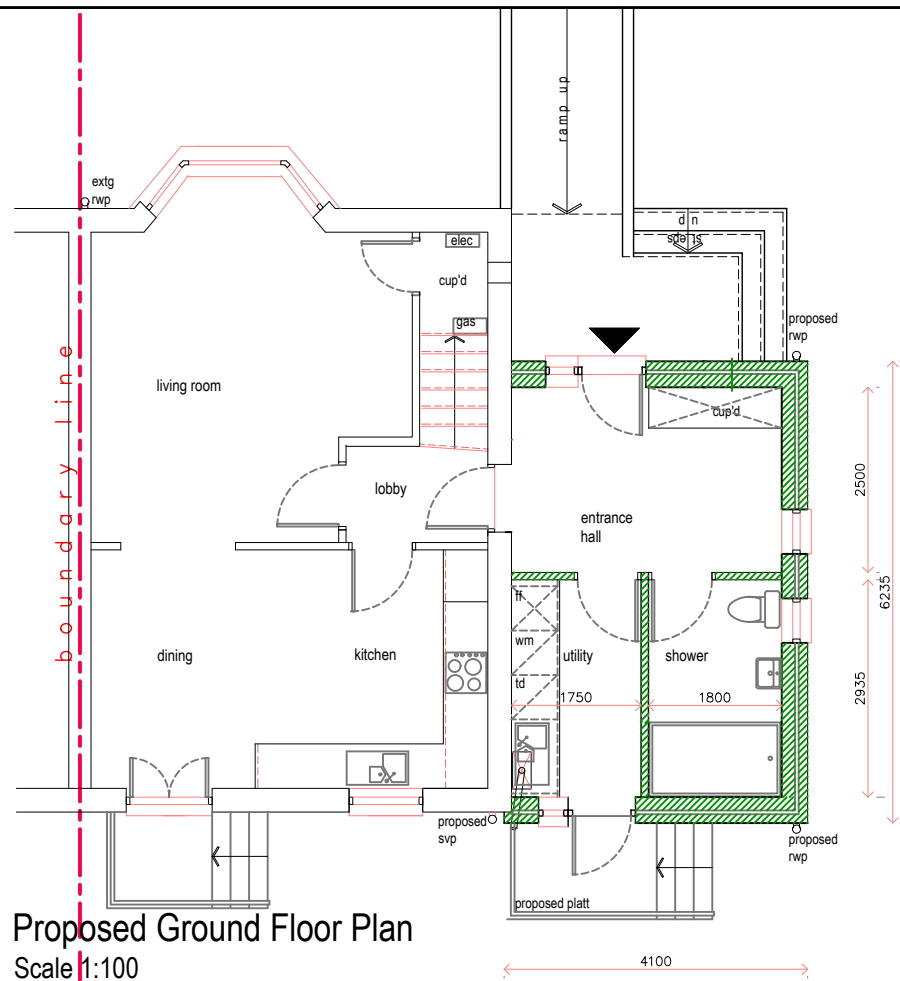 ramp up
extg
rwp
elec
cup'd
gas
dn
steps
proposed
rwp
living room
cup'd
boundary line
lobby
entrance
hall
2500
6235
ff
wm
td
utility
shower
dining
kitchen
1750
1800
2935
proposed
svp
proposed
rwp
proposed platt
Proposed Ground Floor Plan
Scale 1:100
4100